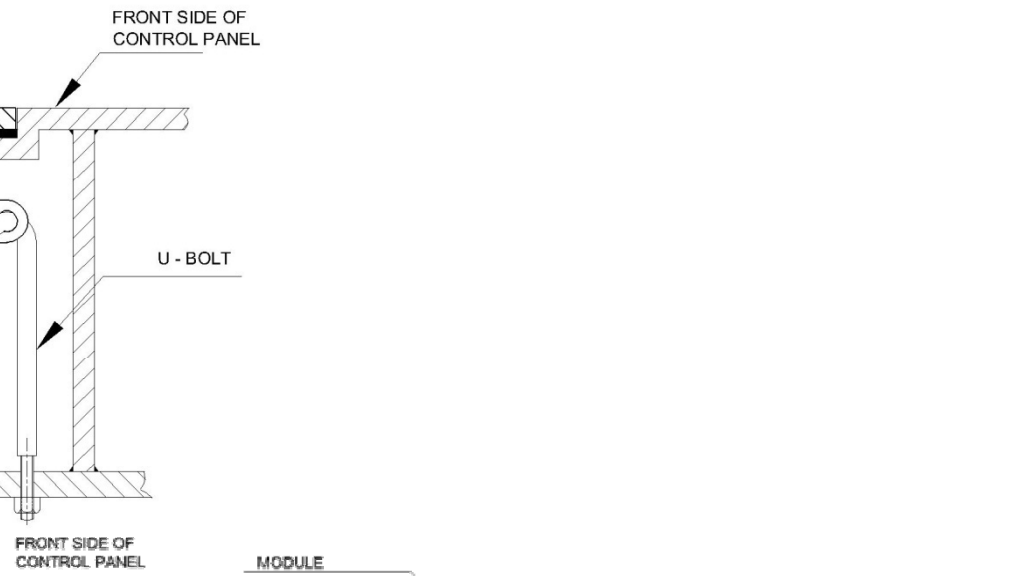 FRONT SIDE OF
CONTROL PANEL
U - BOLT
FRONT SIDE OF
CONTROL PANEL
MODULE